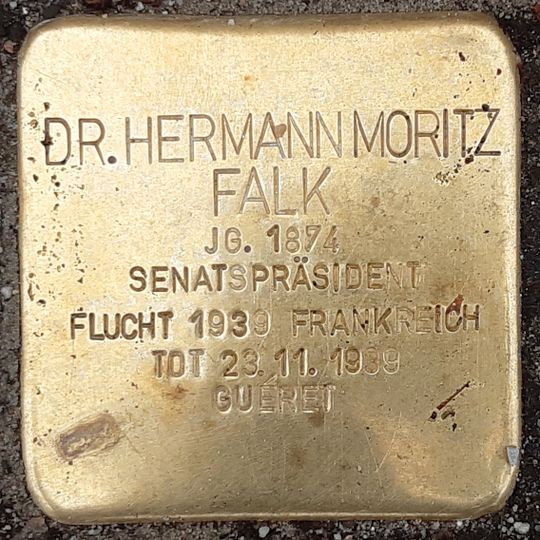 DR. HERMANN MORITZ
FALK
JG. 1874
SENATSPRÄSIDENT
FLUCHT 1939 FRANKREICH
TOT 23.11.1939
GUÉRET